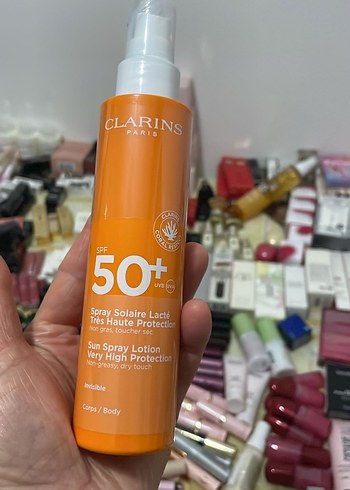 CLARINS
PARIS
SPF
50+
UVB UVA
Spray Solaire Lacté
Très Haute Protection
Non gras, toucher sec
Sun Spray Lotion
Very High Protection
Non-greasy, dry touch
Invisible
Corps / Body